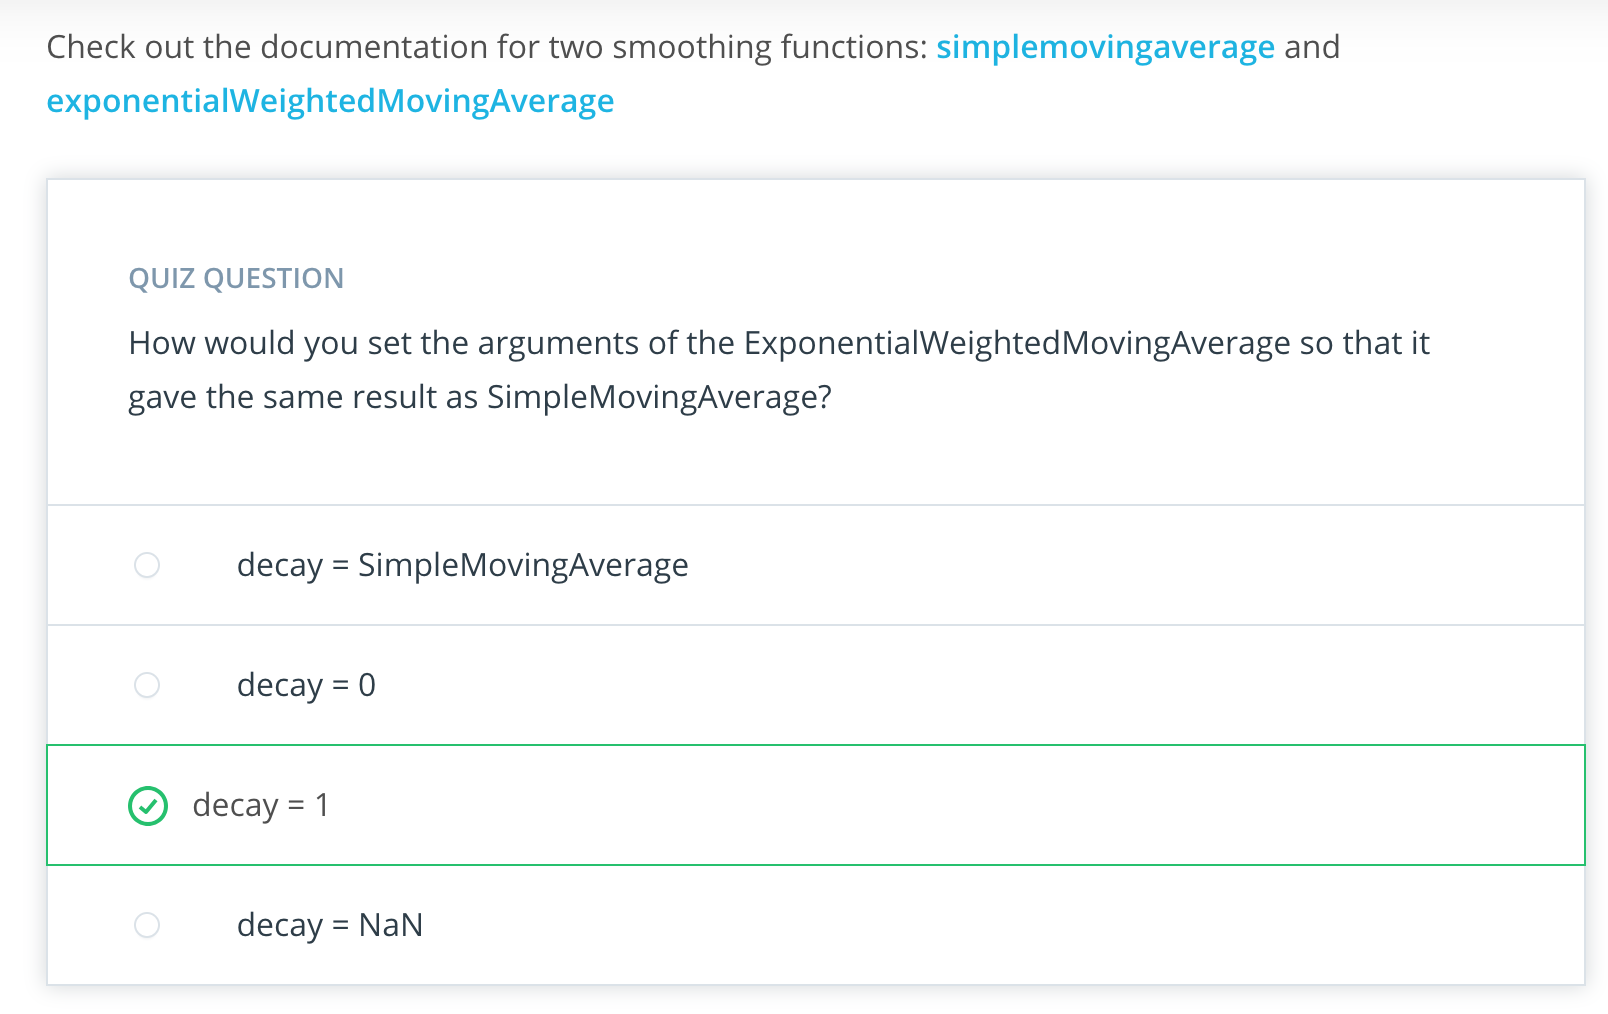 Check out the documentation for two smoothing functions: simplemovingaverage and
exponentialWeightedMovingAverage
QUIZ QUESTION
How would you set the arguments of the ExponentialWeightedMovingAverage so that it
gave the same result as SimpleMovingAverage?
decay = SimpleMovingAverage
decay = 0
decay = 1
decay = NaN